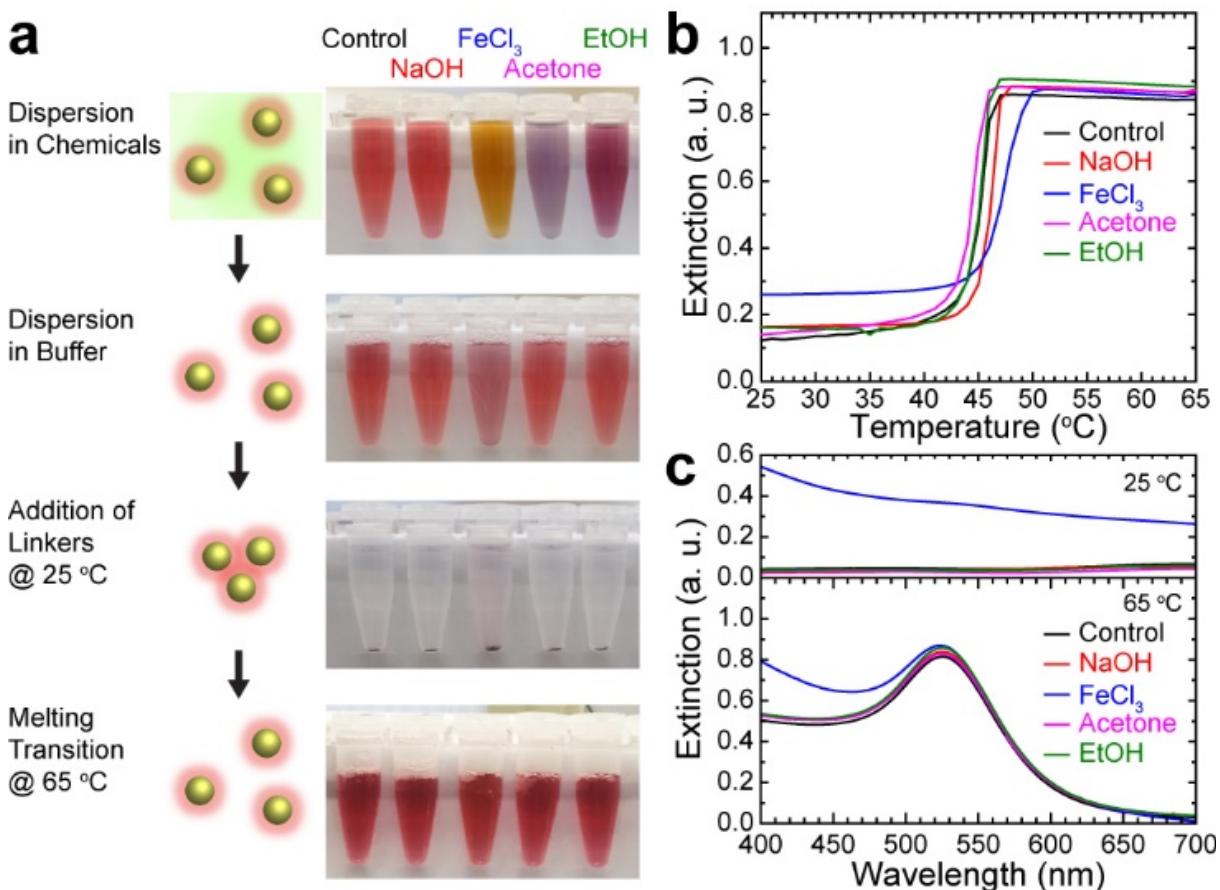 a
Control
FeCl₃
EtOH
NaOH
Acetone
Dispersion
in Chemicals
Dispersion
in Buffer
Addition of
Linkers
@ 25 °C
Melting
Transition
@ 65 °C
b
1.0
0.8
0.6
0.4
0.2
0.0
Extinction (a. u.)
Control
NaOH
FeCl₃
Acetone
EtOH
25 30 35 40 45 50 55 60 65
Temperature (°C)
c
0.6
0.4
0.2
0.0
25 °C
1.0
0.8
0.6
0.4
0.2
0.0
Extinction (a. u.)
65 °C
Control
NaOH
FeCl₃
Acetone
EtOH
400 450 500 550 600 650 700
Wavelength (nm)